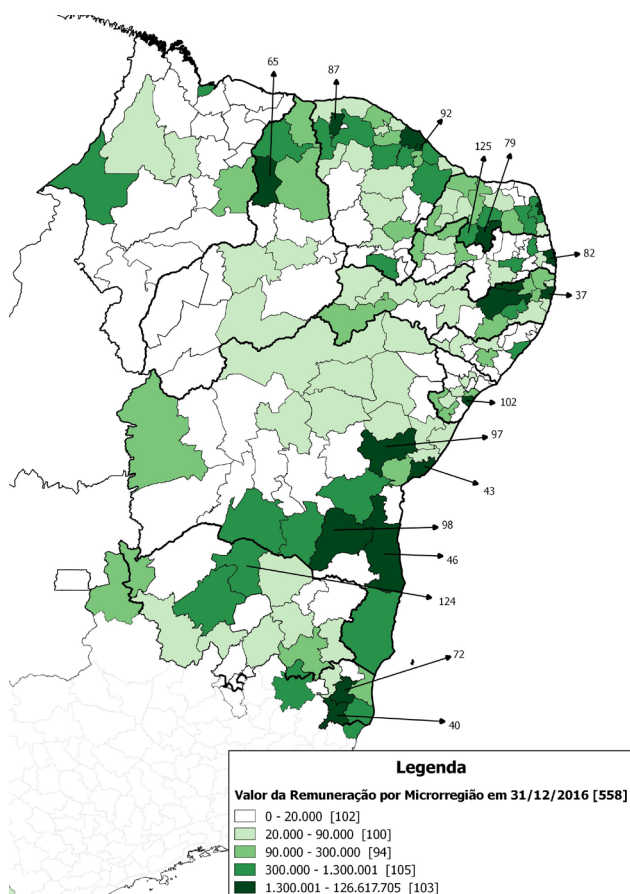 65
87
92
125
79
82
37
102
97
43
98
46
124
72
40
Legenda
Valor da Remuneração por Microrregião em 31/12/2016 [558]
0 - 20.000 [102]
20.000 - 90.000 [100]
90.000 - 300.000 [94]
300.000 - 1.300.001 [105]
1.300.001 - 126.617.705 [103]